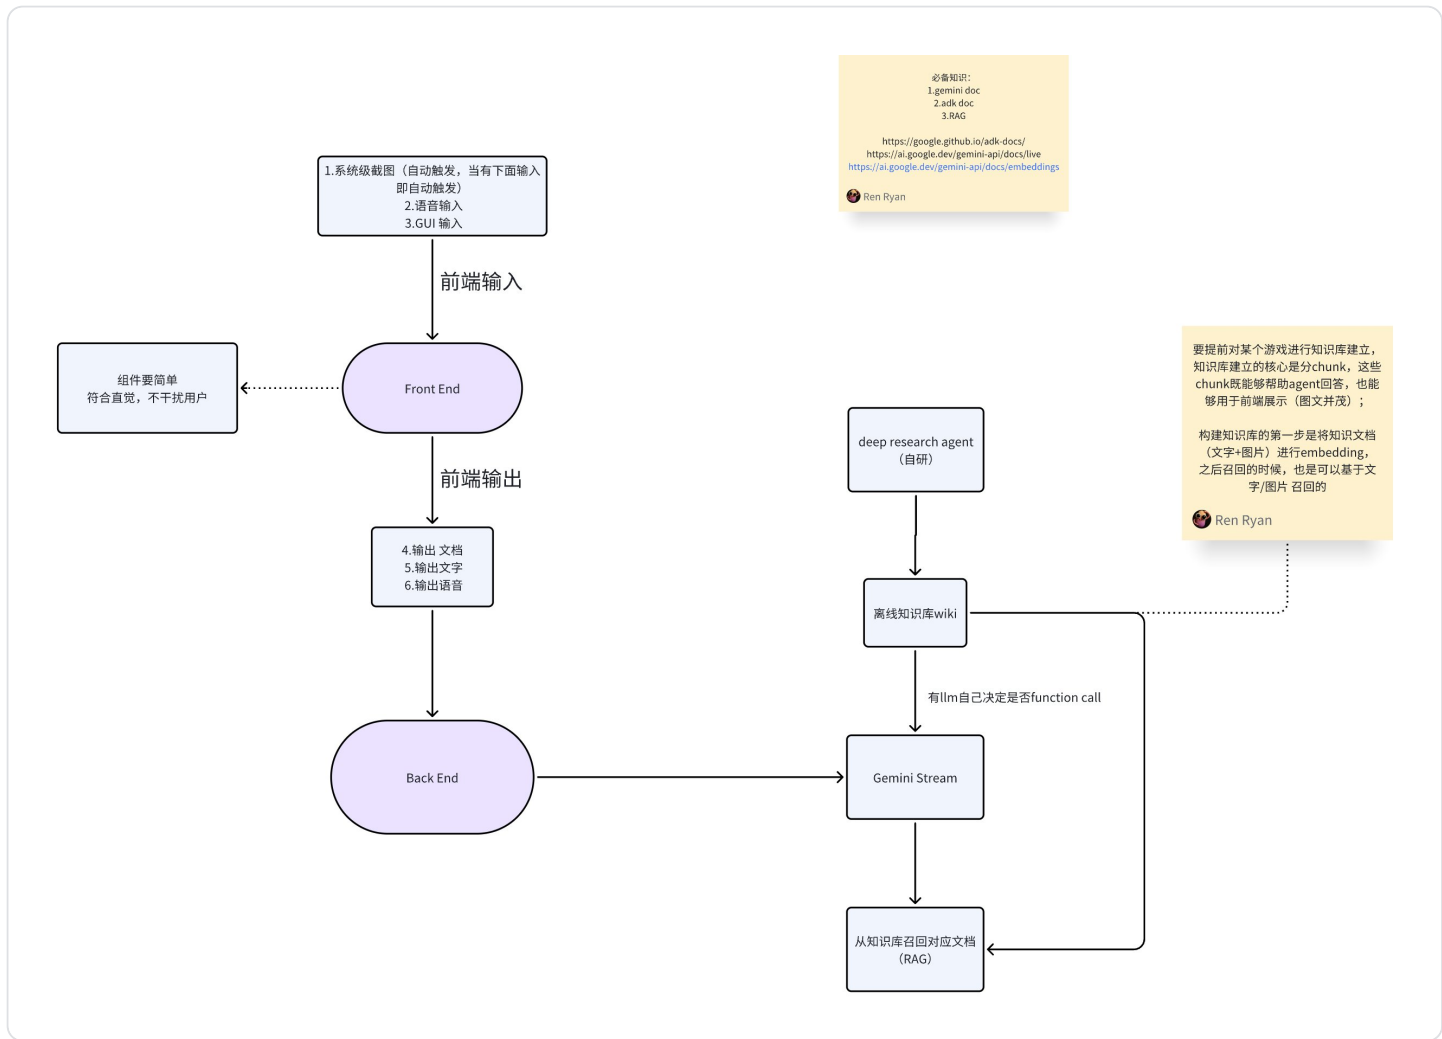 必备知识：
1.gemini doc
2.adk doc
3.RAG
https://google.github.io/adk-docs/
https://ai.google.dev/gemini-api/docs/live
https://ai.google.dev/gemini-api/docs/embeddings
Ren Ryan
1.系统级截图（自动触发，当有下面输入
即自动触发）
2.语音输入
3.GUI 输入
前端输入
组件要简单
符合直觉，不干扰用户
Front End
前端输出
4.输出 文档
5.输出文字
6.输出语音
Back End
deep research agent
（自研）
离线知识库wiki
有llm自己决定是否function call
Gemini Stream
从知识库召回对应文档
（RAG）
要提前对某个游戏进行知识库建立，
知识库建立的核心是分chunk，这些
chunk既能够帮助agent回答，也能
够用于前端展示（图文并茂）；
构建知识库的第一步是将知识文档
（文字+图片）进行embedding，
之后召回的时候，也是可以基于文
字/图片 召回的
Ren Ryan